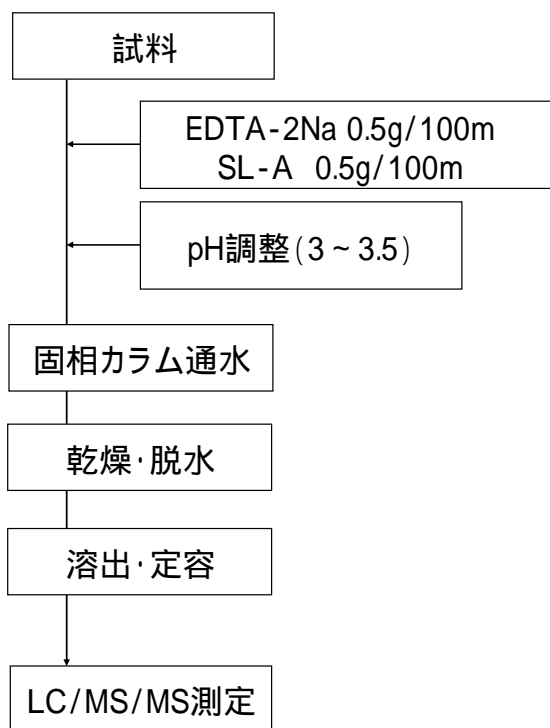 試料
EDTA-2Na 0.5g/100m
SL-A 0.5g/100m
pH調整(3～3.5)
固相カラム通水
乾燥・脱水
溶出・定容
LC/MS/MS測定